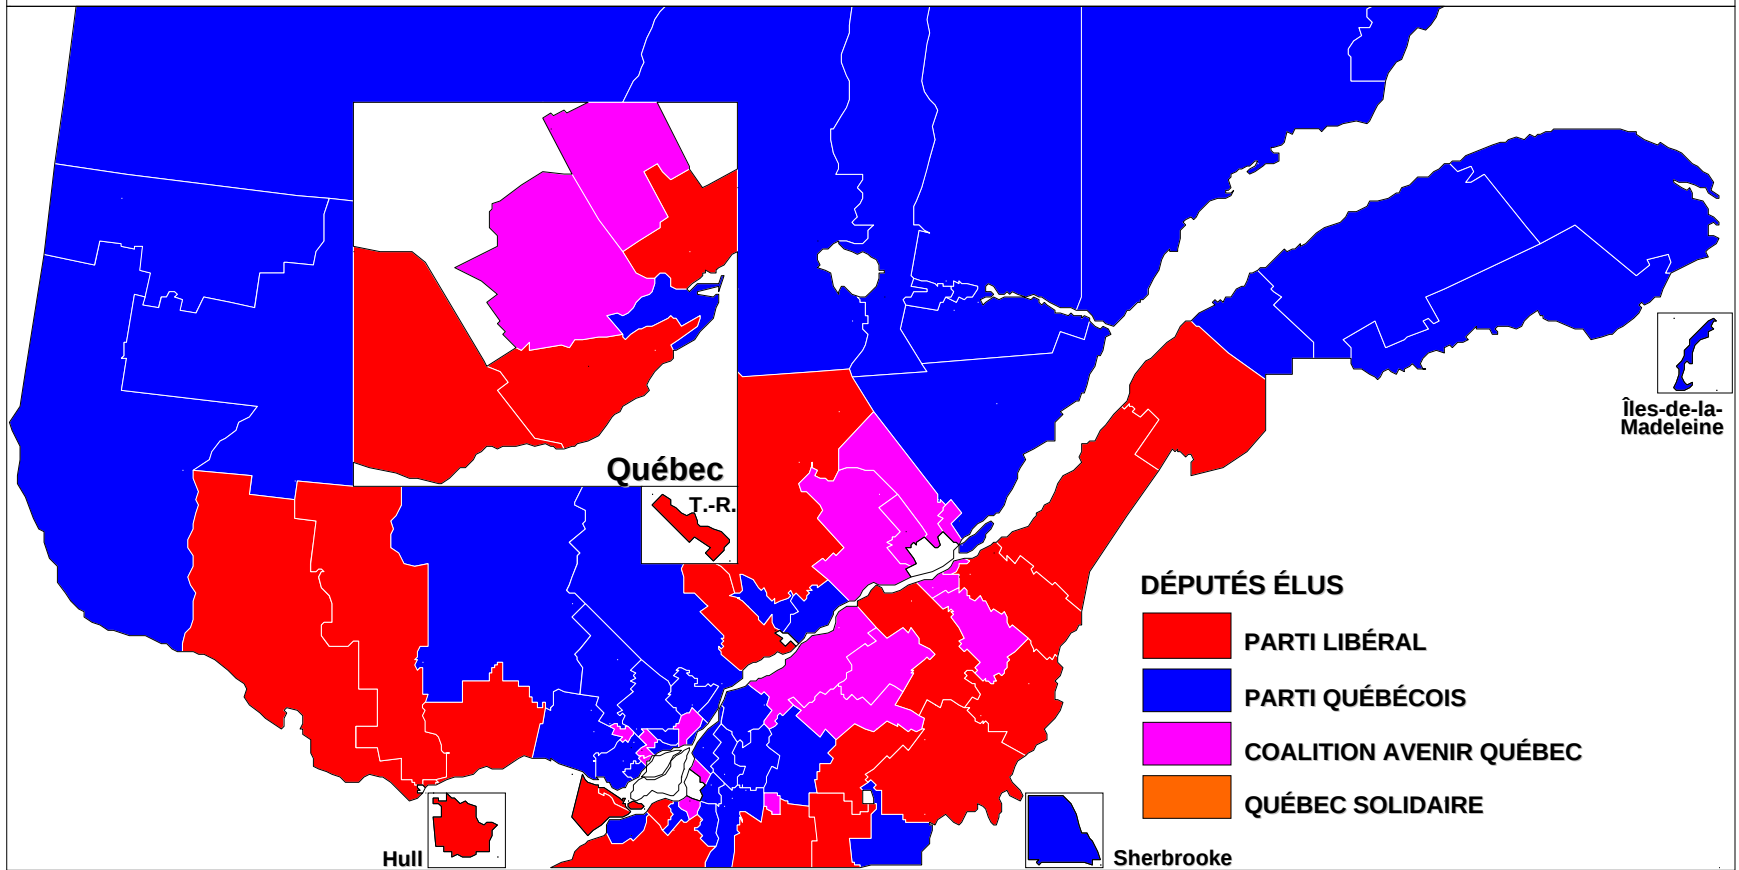 Québec
T.-R.
Îles-de-la-
Madeleine
DÉPUTÉS ÉLUS
PARTI LIBÉRAL
PARTI QUÉBÉCOIS
COALITION AVENIR QUÉBEC
QUÉBEC SOLIDAIRE
Hull
Sherbrooke